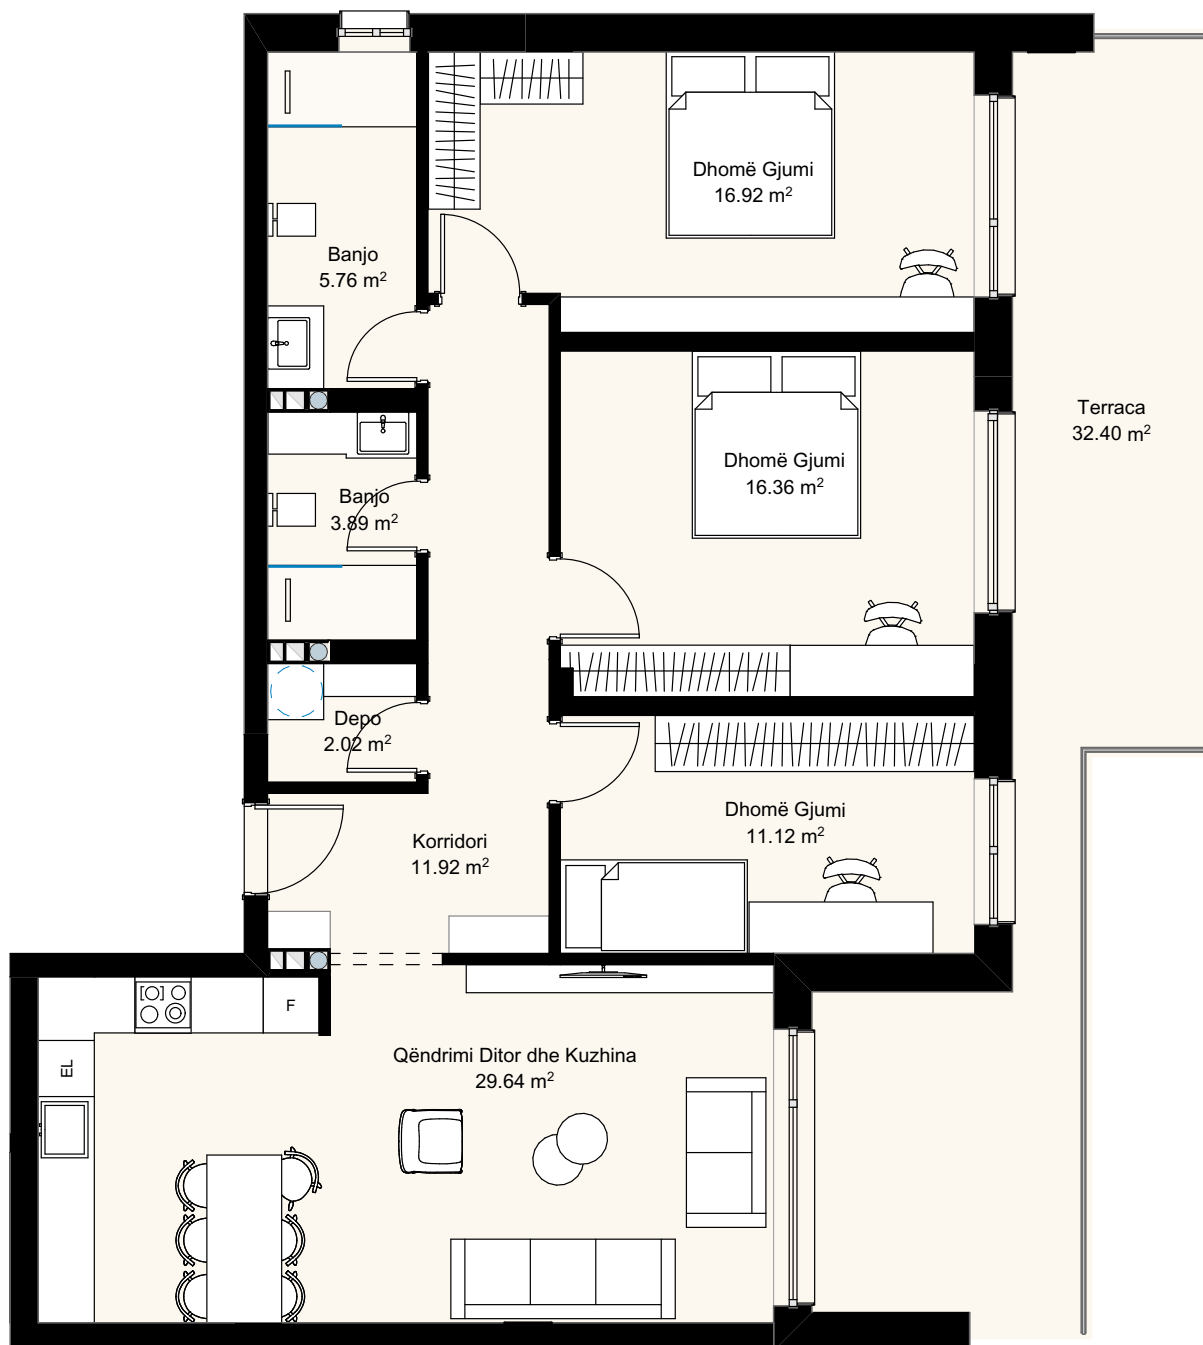 Dhomë Gjumi
16.92 m²
Banjo
5.76 m²
Terraca
32.40 m²
Dhomë Gjumi
16.36 m²
Banjo
3.89 m²
Depo
2.02 m²
Dhomë Gjumi
11.12 m²
Korridori
11.92 m²
F
Qëndrimi Ditor dhe Kuzhina
29.64 m²
EL